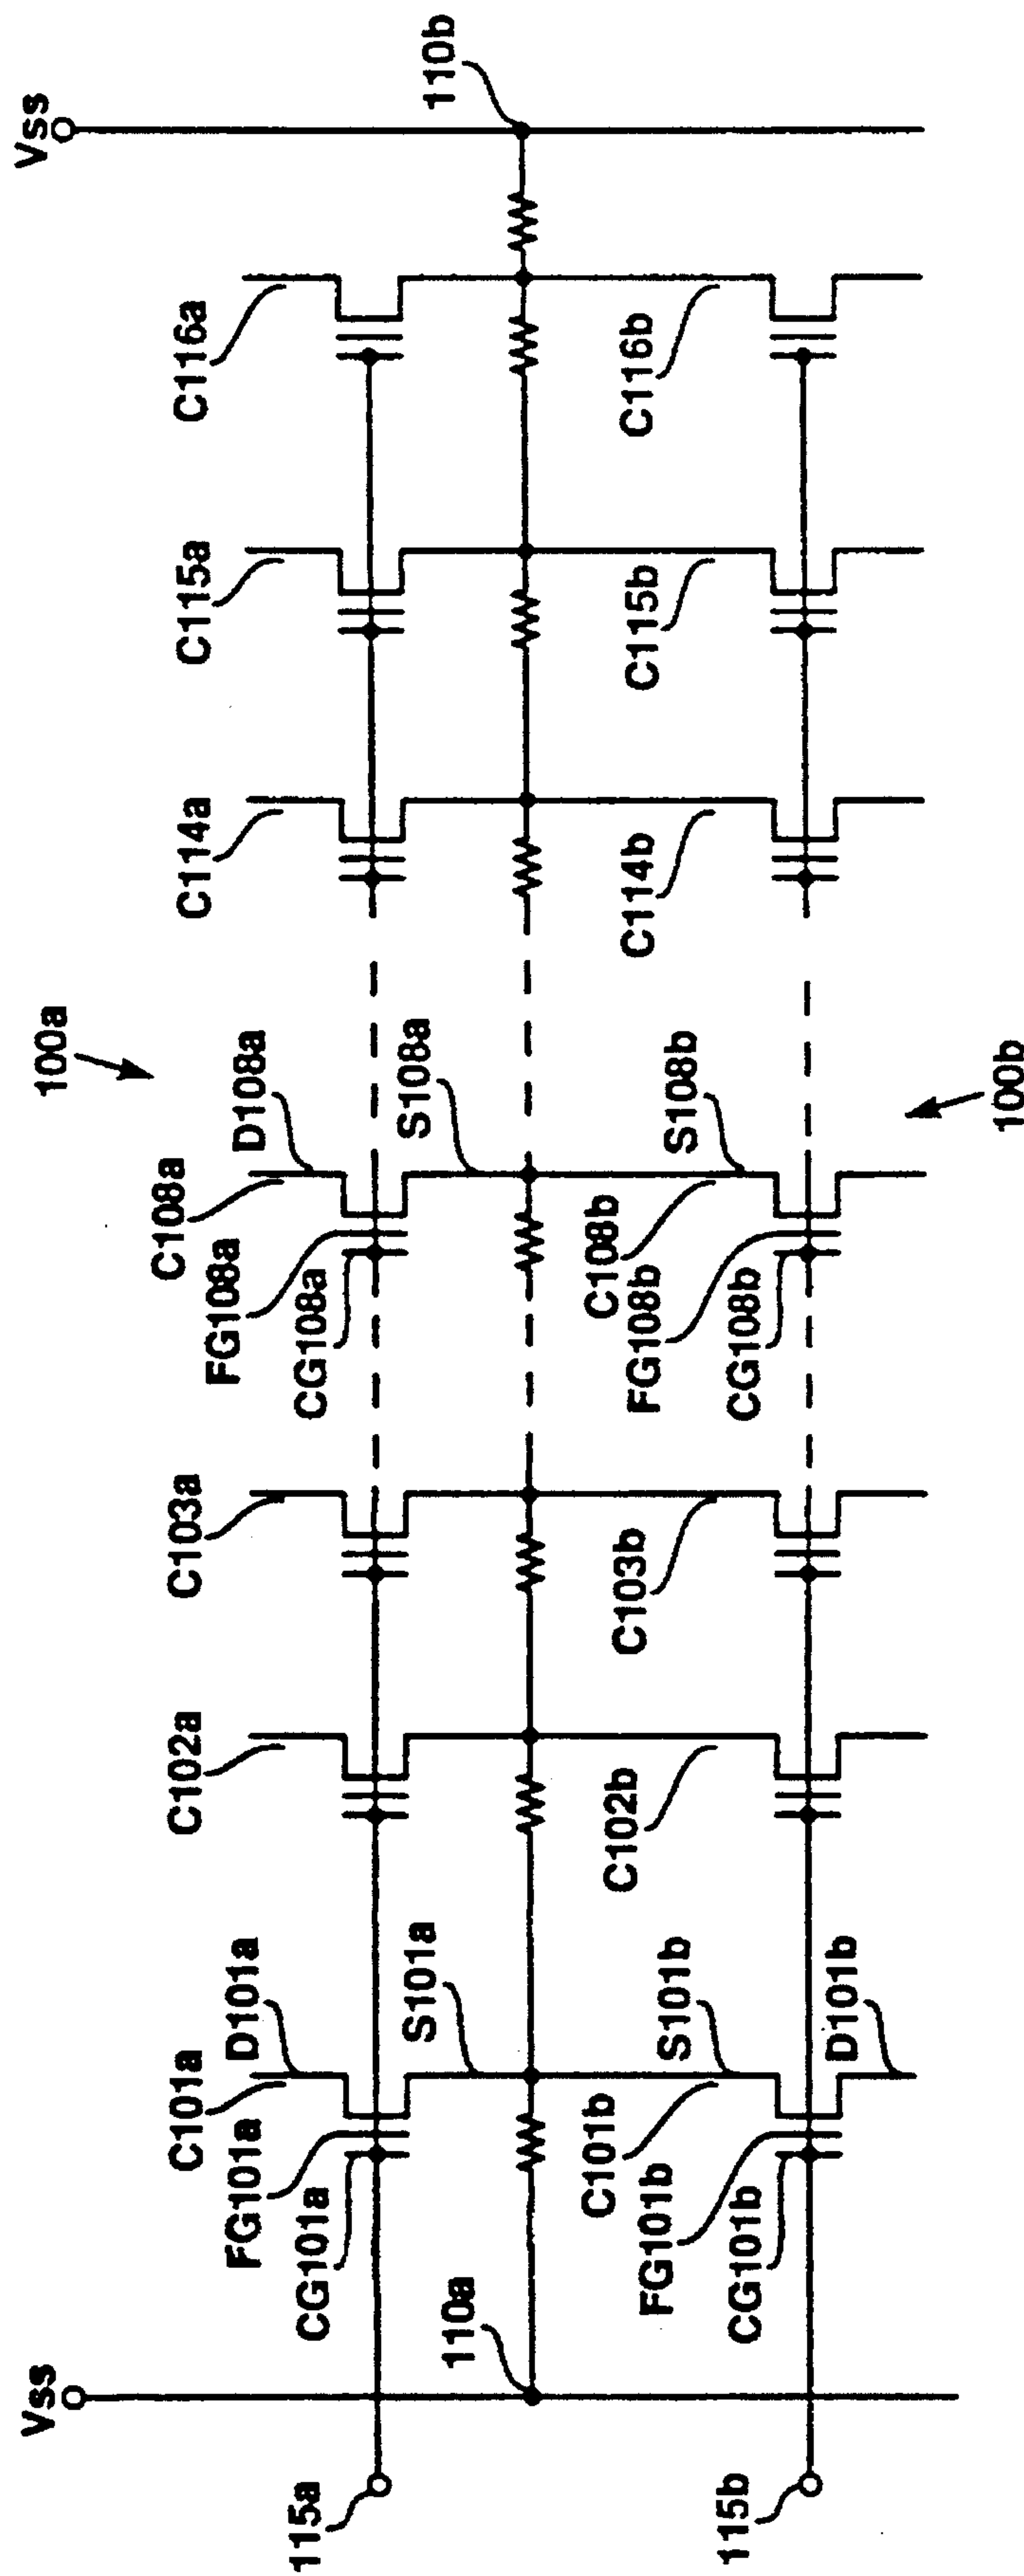 Vss
Vss
100a
C101a
D101a
FG101a
CG101a
S101a
C102a
C103a
C108a
D108a
FG108a
CG108a
S108a
C114a
C115a
C116a
115a
110a
110b
C101b
S101b
FG101b
CG101b
D101b
C102b
C103b
C108b
S108b
FG108b
CG108b
C114b
C115b
C116b
115b
100b